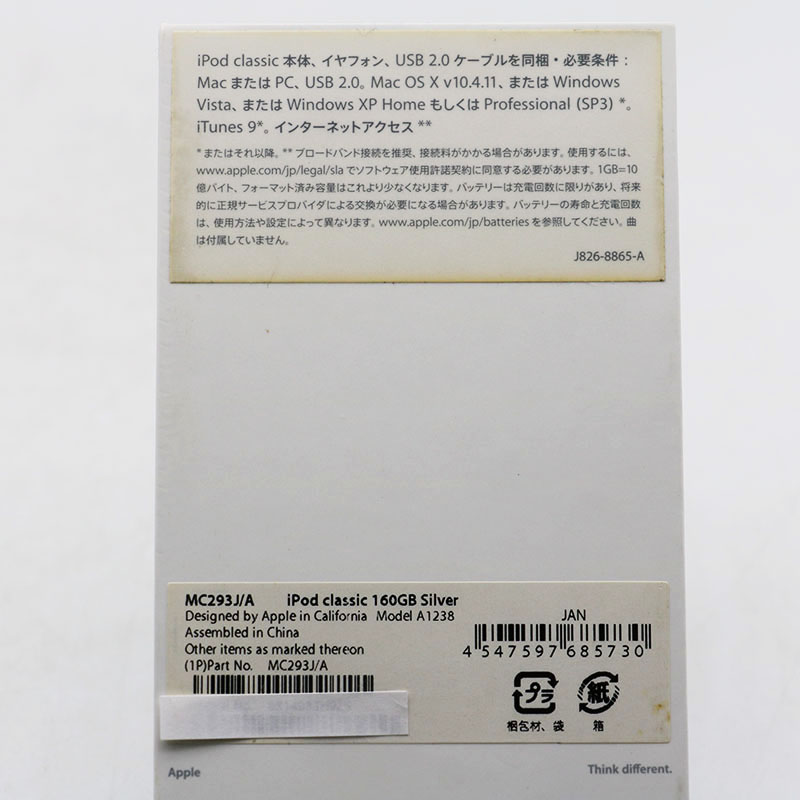 iPod classic 本体、イヤフォン、USB 2.0 ケーブルを同梱・必要条件：
Mac または PC、USB 2.0。Mac OS X v10.4.11、または Windows
Vista、または Windows XP Home もしくは Professional (SP3) *。
iTunes 9*。インターネットアクセス **
* またはそれ以降。** ブロードバンド接続を推奨、接続料がかかる場合があります。使用するには、
www.apple.com/jp/legal/sla でソフトウェア使用許諾契約に同意する必要があります。1GB=10
億バイト、フォーマット済み容量はこれより少なくなります。バッテリーは充電回数に限りがあり、将来
的に正規サービスプロバイダによる交換が必要になる場合があります。バッテリーの寿命と充電回数
は、使用方法や設定によって異なります。www.apple.com/jp/batteries を参照してください。曲
は付属していません。
J826-8865-A
MC293J/A iPod classic 160GB Silver
Designed by Apple in California Model A1238
Assembled in China
Other items as marked thereon
(1P)Part No. MC293J/A
JAN
4 547597 685730
プラ 紙
梱包材、袋 箱
Apple Think different.